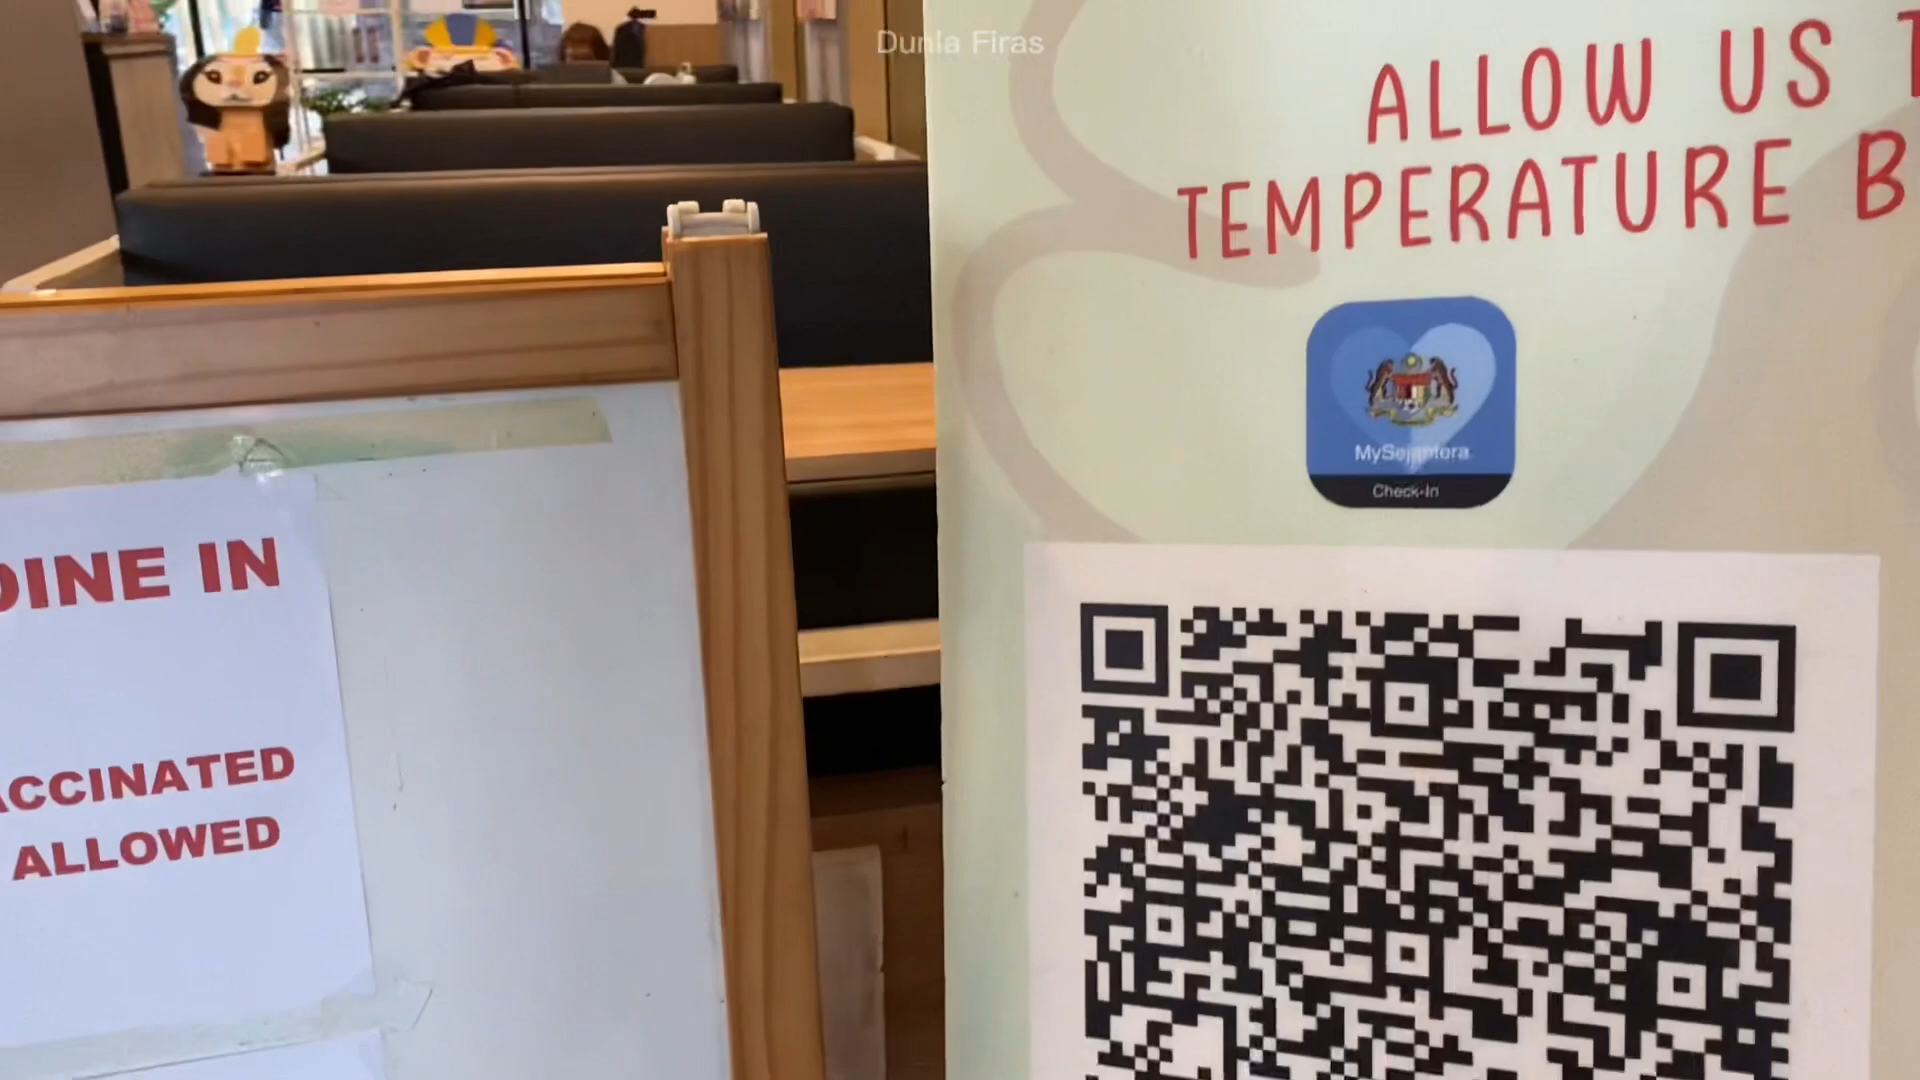 Dunia Firas
ALLOW US
TEMPERATURE
MySejahtera
Check-In
DINE IN
ACCINATED
ALLOWED